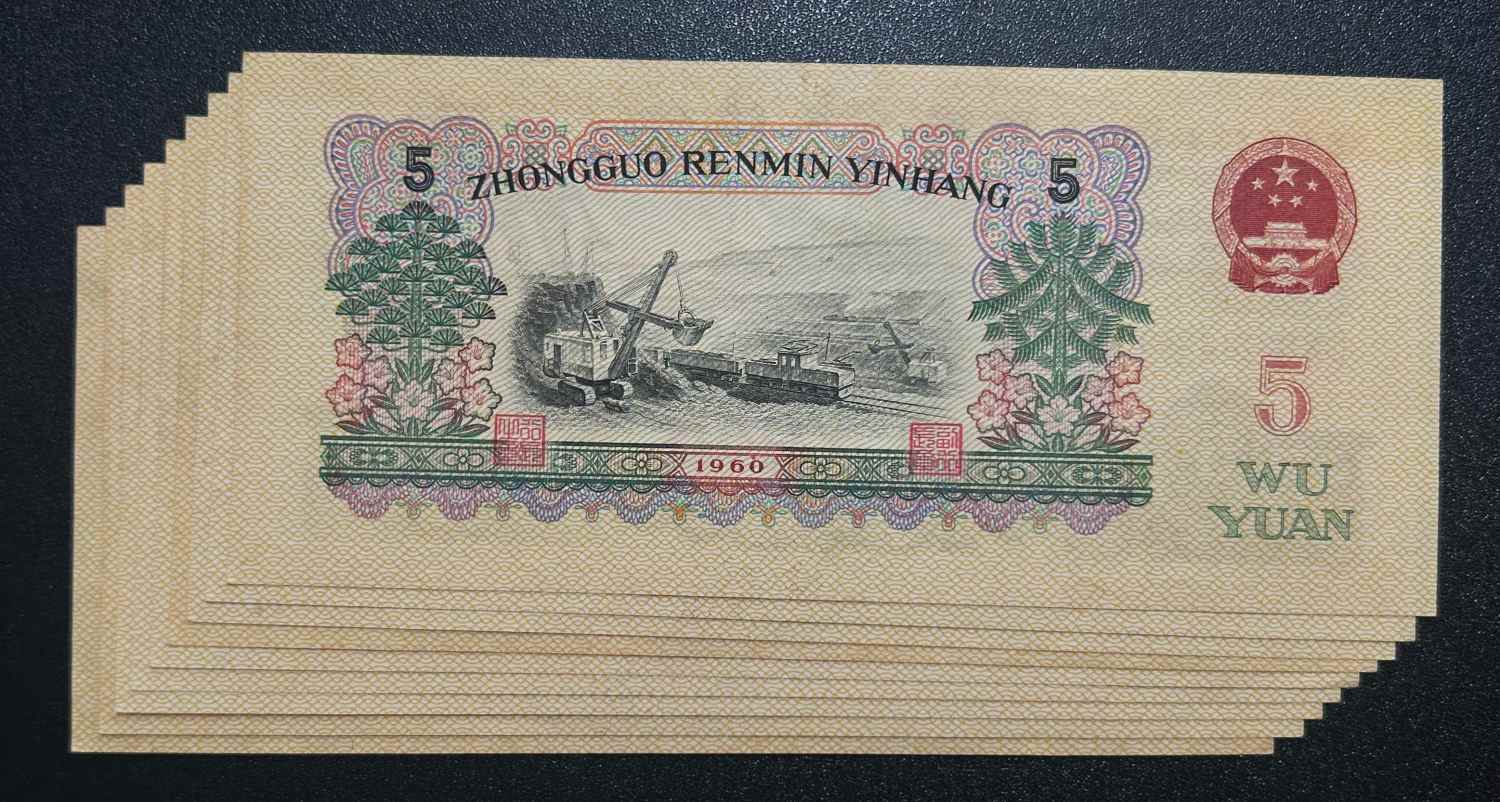 5 ZHONGGUO RENMIN YINHANG 5
1960
5
WU
YUAN